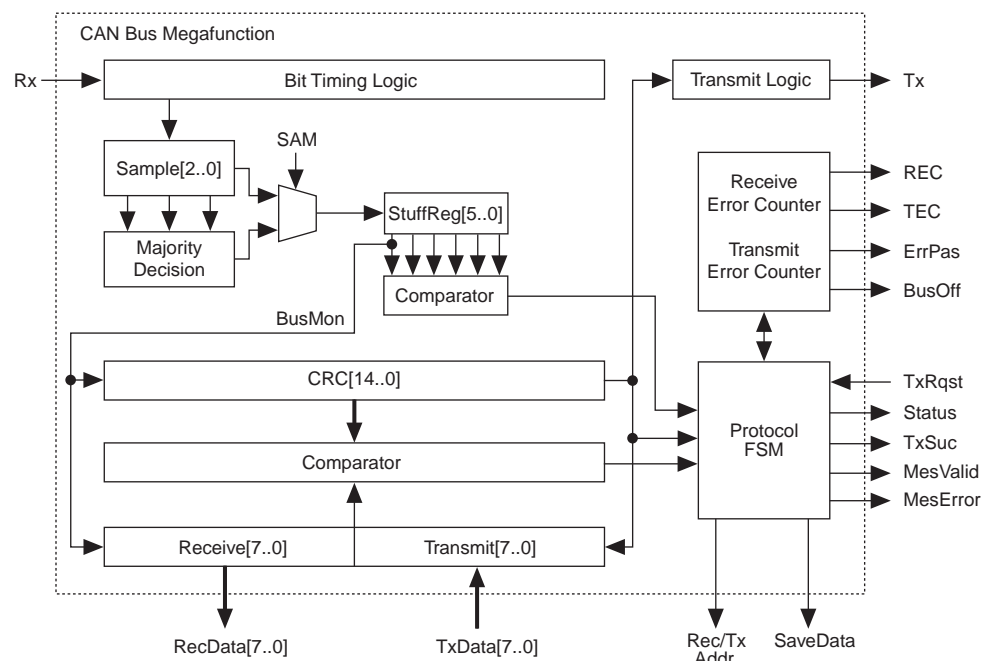 CAN Bus Megafunction
Rx
Bit Timing Logic
Transmit Logic
Tx
SAM
Sample[2..0]
Majority
Decision
StuffReg[5..0]
Comparator
BusMon
Receive
Error Counter
Transmit
Error Counter
REC
TEC
ErrPas
BusOff
CRC[14..0]
Comparator
Protocol
FSM
TxRqst
Status
TxSuc
MesValid
MesError
Receive[7..0]
Transmit[7..0]
RecData[7..0]
TxData[7..0]
Rec/Tx
Addr
SaveData